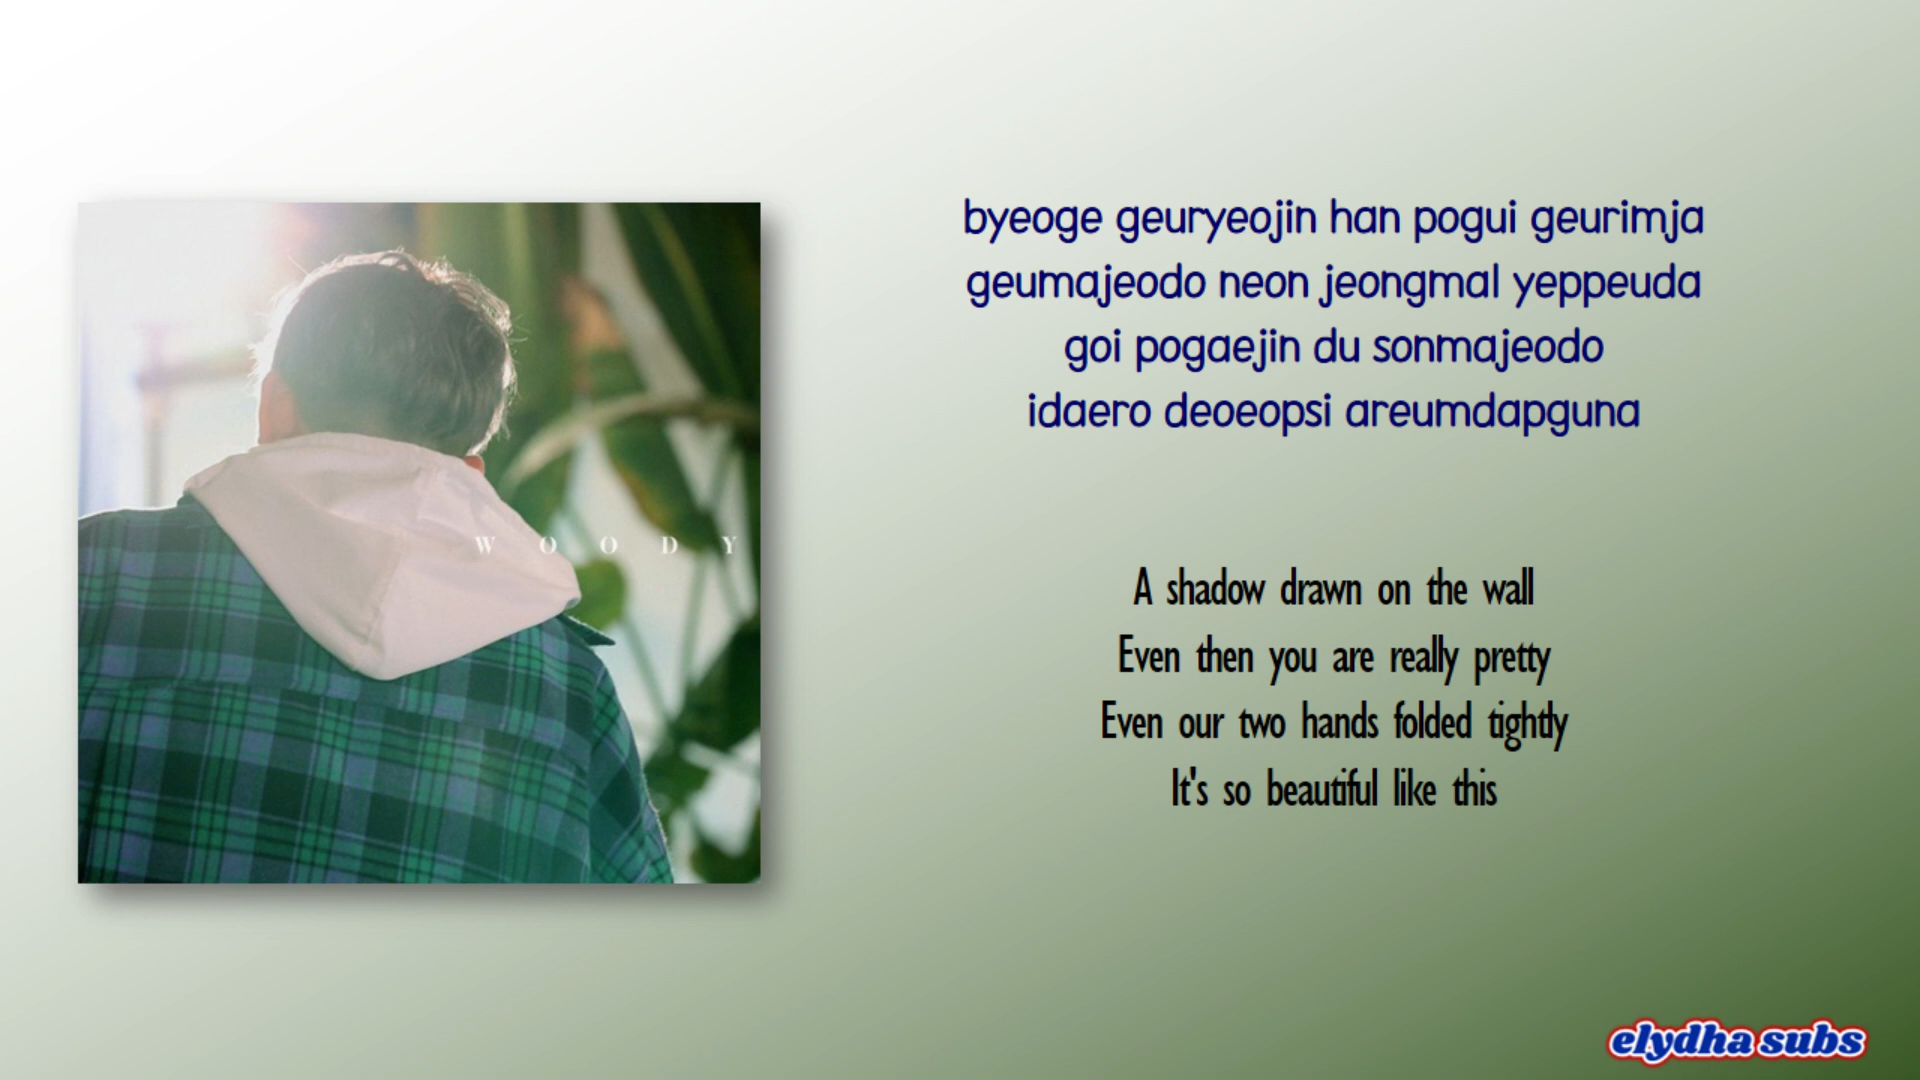 byeoge geuryeojin han pogui geurimja
geumajeodo neon jeongmal yeppeuda
goi pogaejin du sonmajeodo
idaero deoeopsi areumdapguna
W O O D Y
A shadow drawn on the wall
Even then you are really pretty
Even our two hands folded tightly
It's so beautiful like this
elydha subs